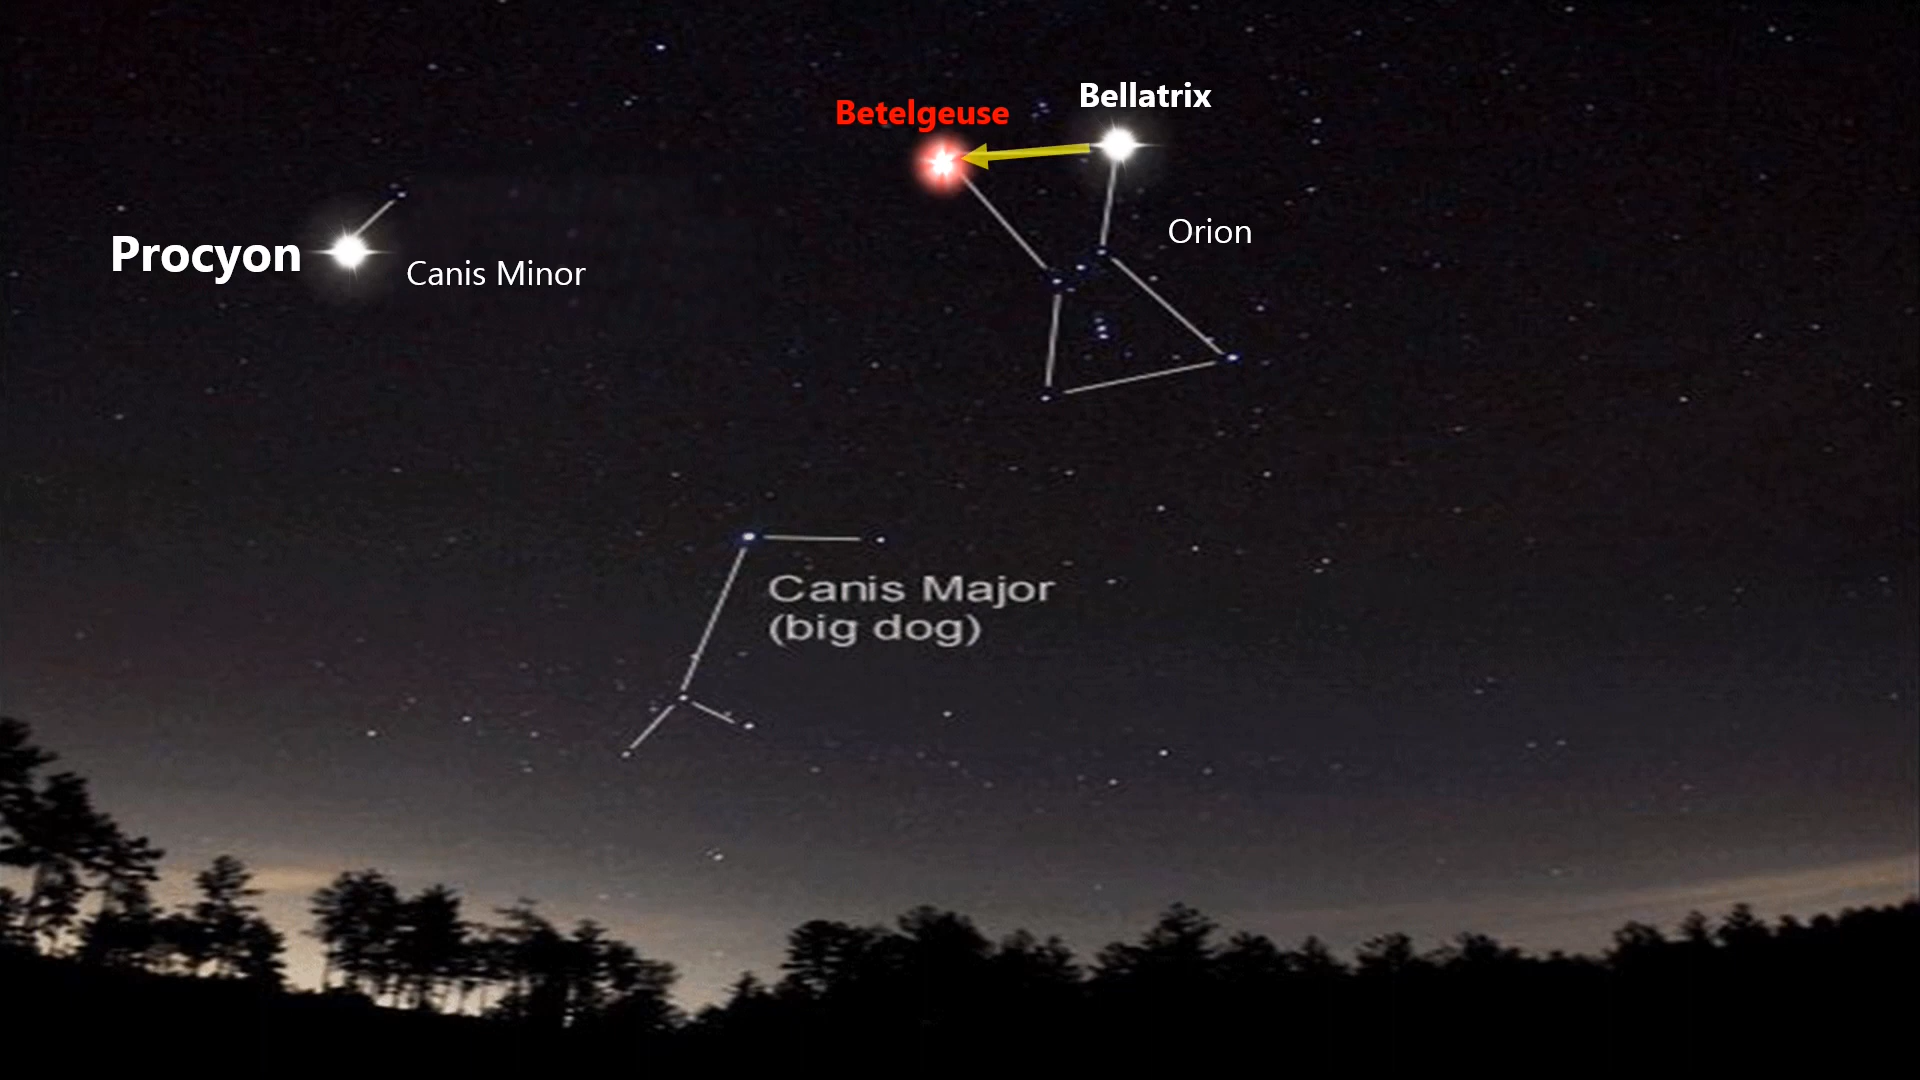 Bellatrix
Betelgeuse
Orion
Procyon
Canis Minor
Canis Major
(big dog)